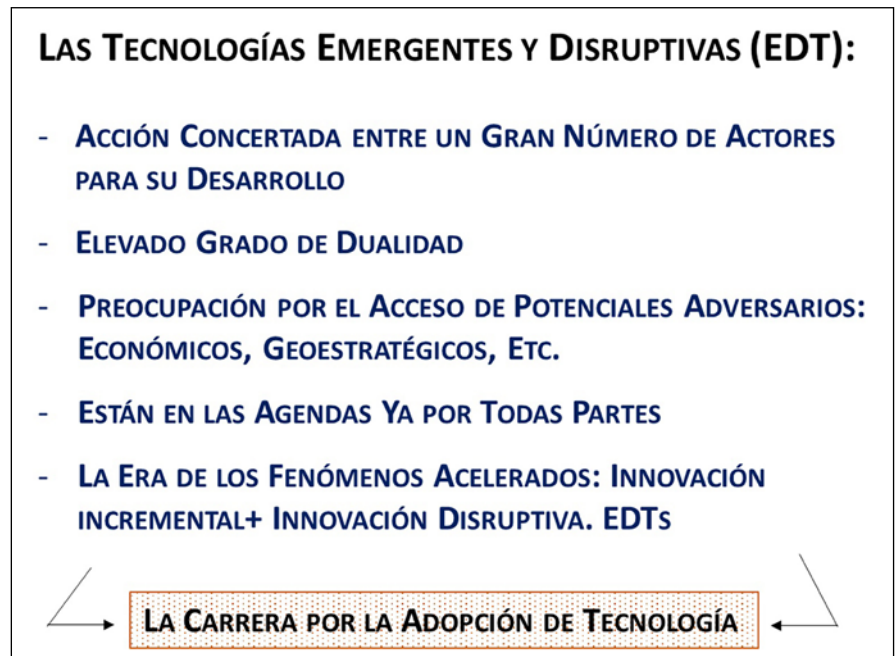 Las Tecnologías Emergentes y Disruptivas (EDT):
- Acción Concertada entre un Gran Número de Actores
para su Desarrollo
- Elevado Grado de Dualidad
- Preocupación por el Acceso de Potenciales Adversarios:
Económicos, Geoestratégicos, Etc.
- Están en las Agendas Ya por Todas Partes
- La Era de los Fenómenos Acelerados: Innovación
incremental+ Innovación Disruptiva. EDTs
La Carrera por la Adopción de Tecnología